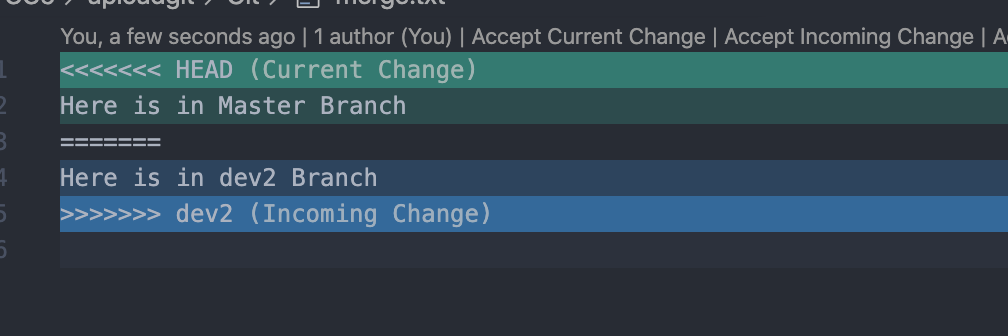 uploadgit > Git > merge.txt
You, a few seconds ago | 1 author (You) | Accept Current Change | Accept Incoming Change |
1 <<<<<<< HEAD (Current Change)
2 Here is in Master Branch
3 =======
4 Here is in dev2 Branch
5 >>>>>>> dev2 (Incoming Change)
6